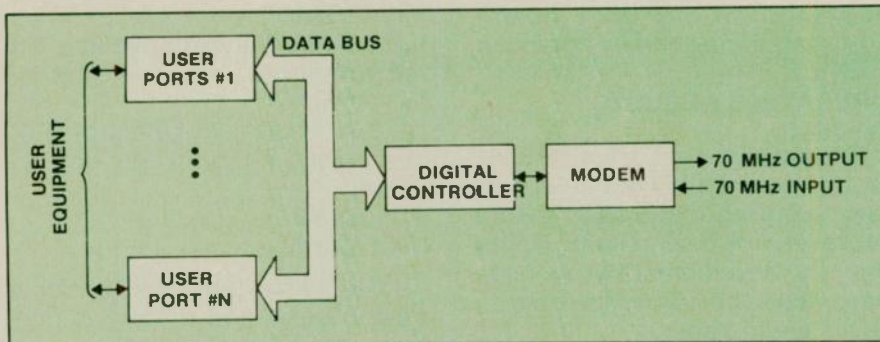 DATA BUS
USER
PORTS #1
USER
EQUIPMENT
•••
DIGITAL
CONTROLLER
MODEM
70 MHz OUTPUT
70 MHz INPUT
USER
PORT #N